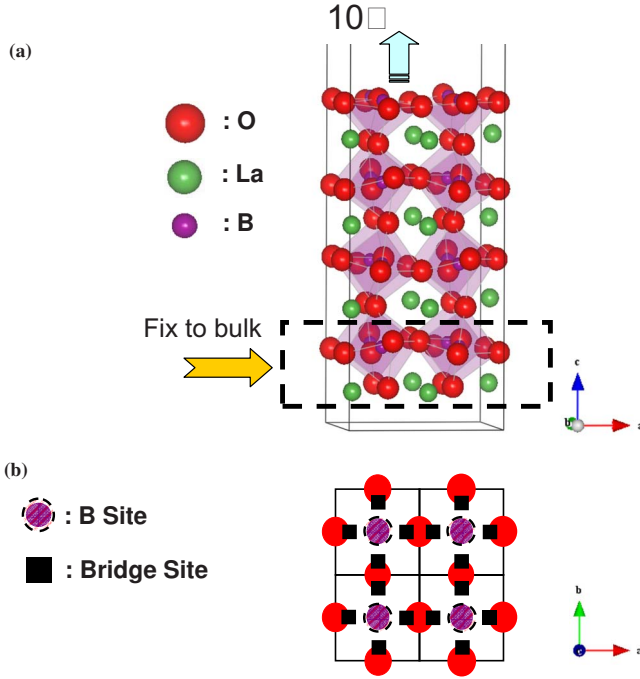 10□
(a)
: O
: La
: B
Fix to bulk
c
b
a
(b)
: B Site
: Bridge Site
b
c
a